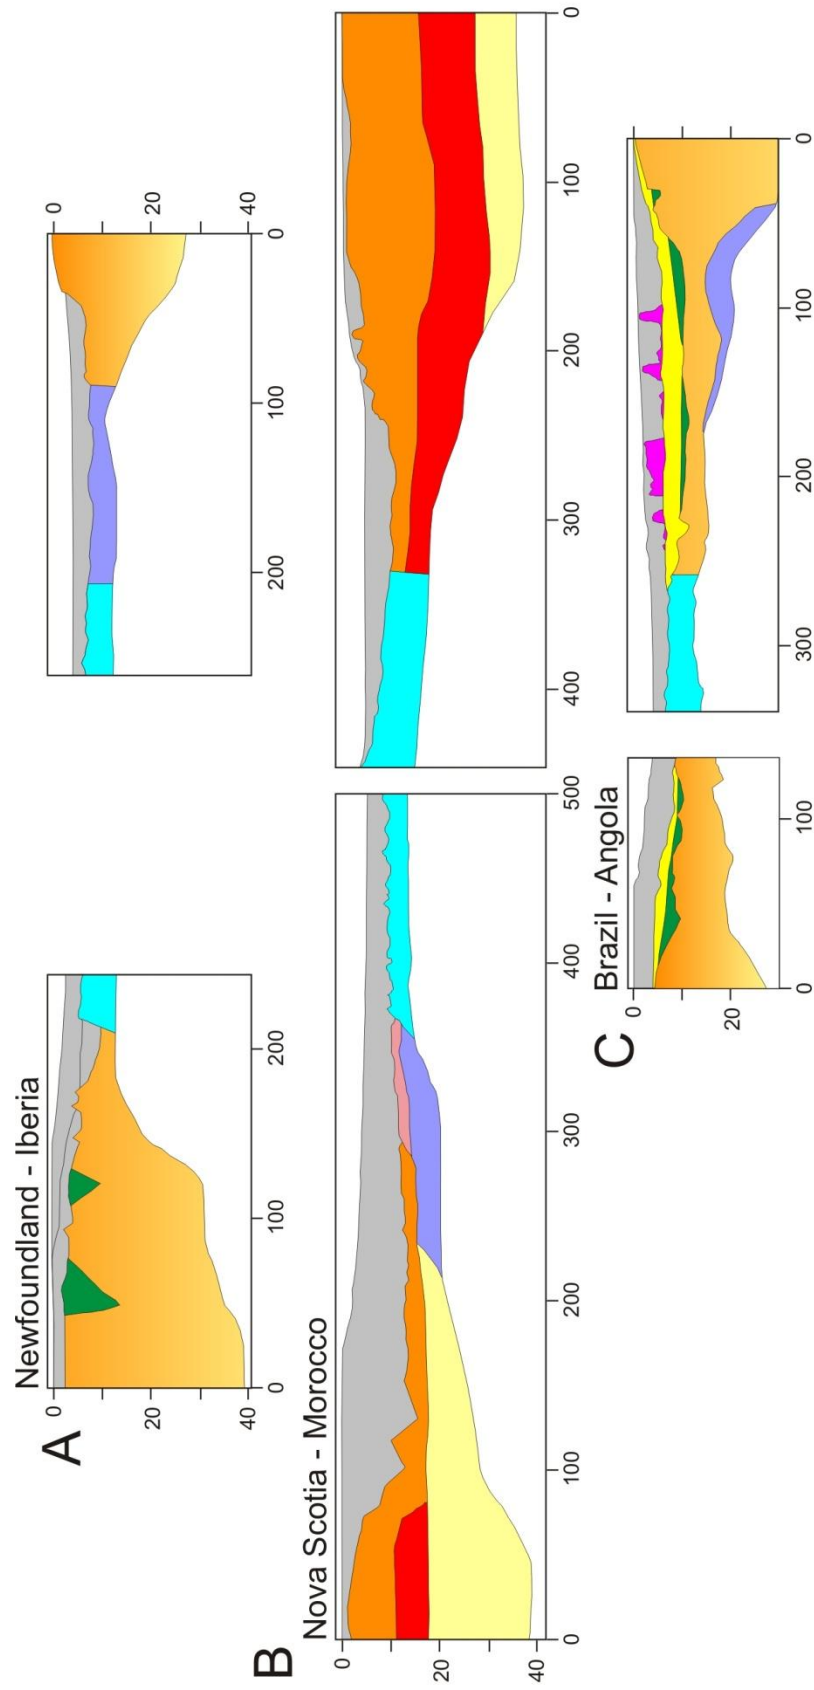 Newfoundland - Iberia
A
0 0
20 20
40 40
0 100 200 200 100 0
B
Nova Scotia - Morocco
0
20
40
0 100 200 300 400 500 400 300 200 100 0
C
Brazil - Angola
0
20
0 100 300 200 100 0